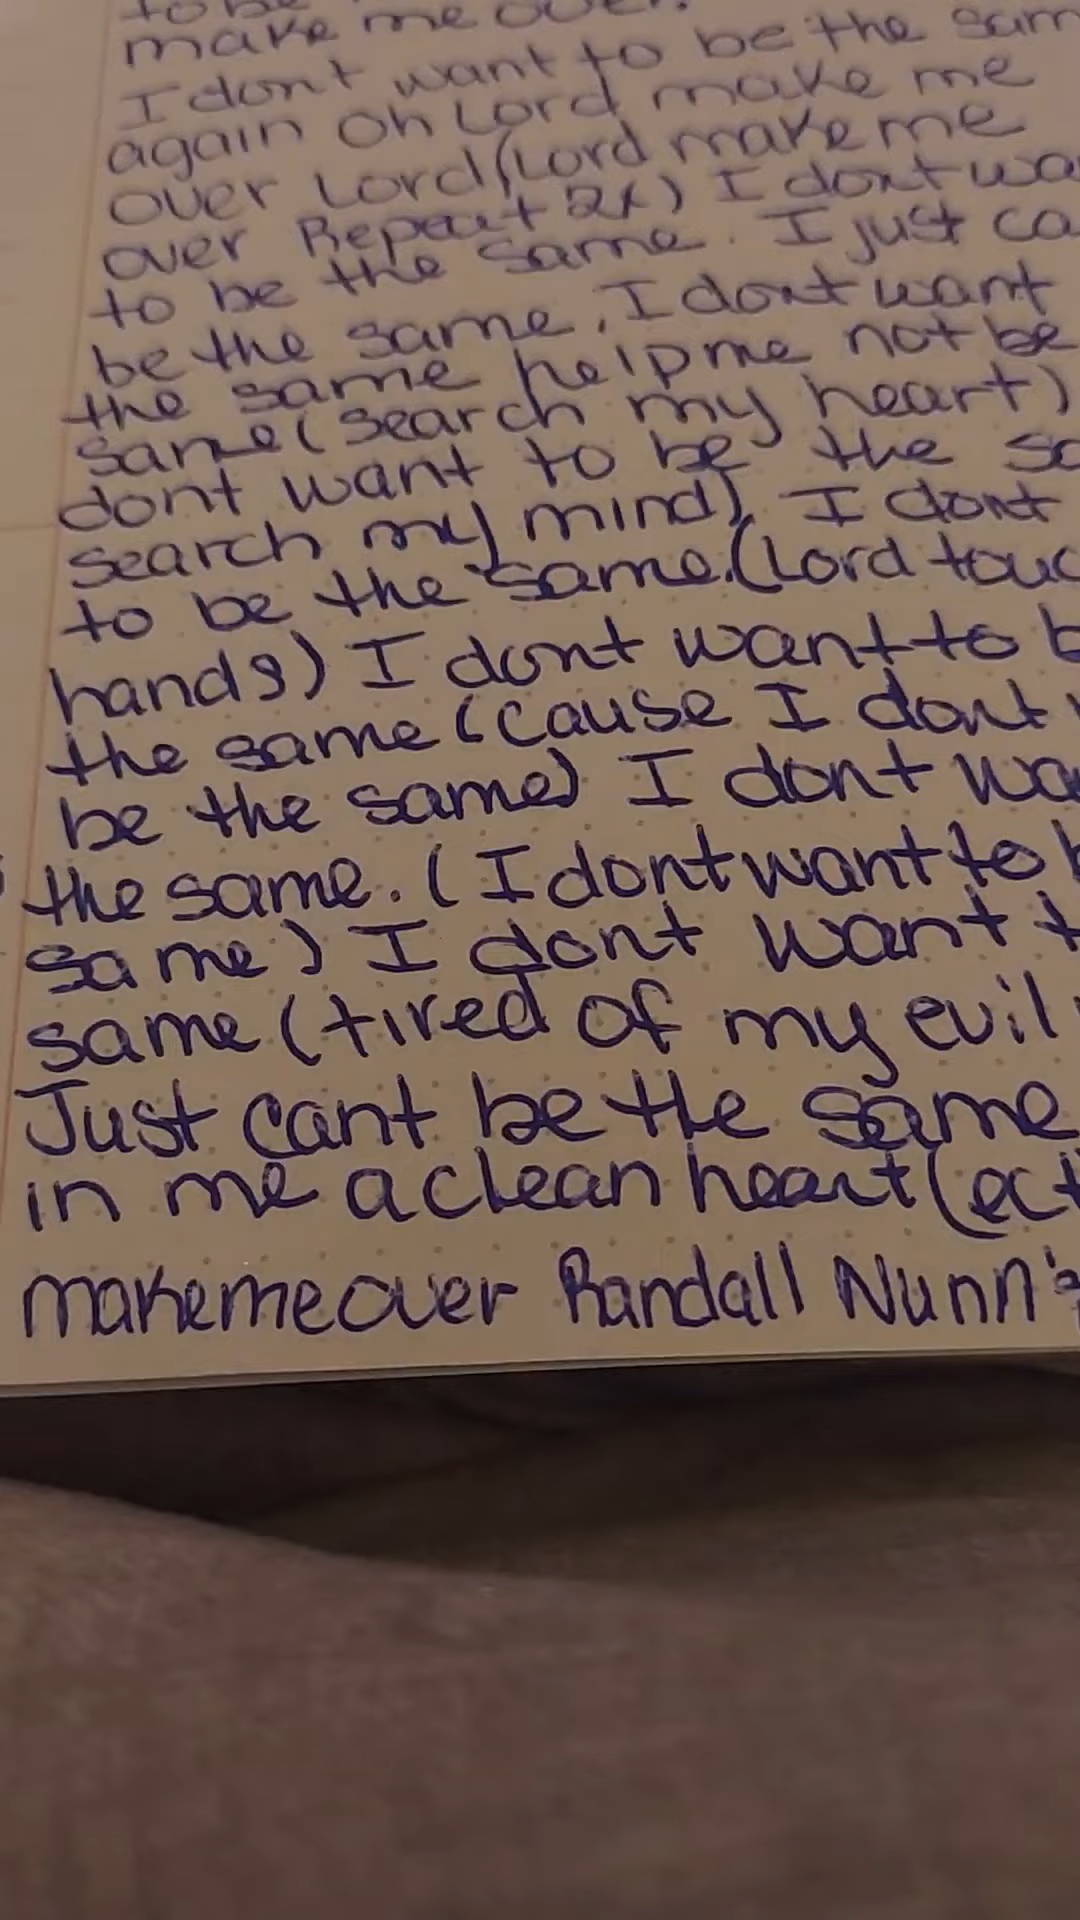 to be
make me over.
I dont want to be the sam
again oh Lord make me
over Lord (Lord make me
over Repeat 2x) I dont wa
to be the same. I just ca
be the same. I dont want
the same help me not be
same (search my heart)
dont want to be the sa
search my mind) I dont
to be the same. (Lord touc
hands) I dont want to b
the same (cause I dont w
be the same) I dont wa
the same. (I dont want to b
same) I dont want t
same (tired of my evil
Just cant be the same
in me a clean heart (ect
makemeover Randall Nunn's